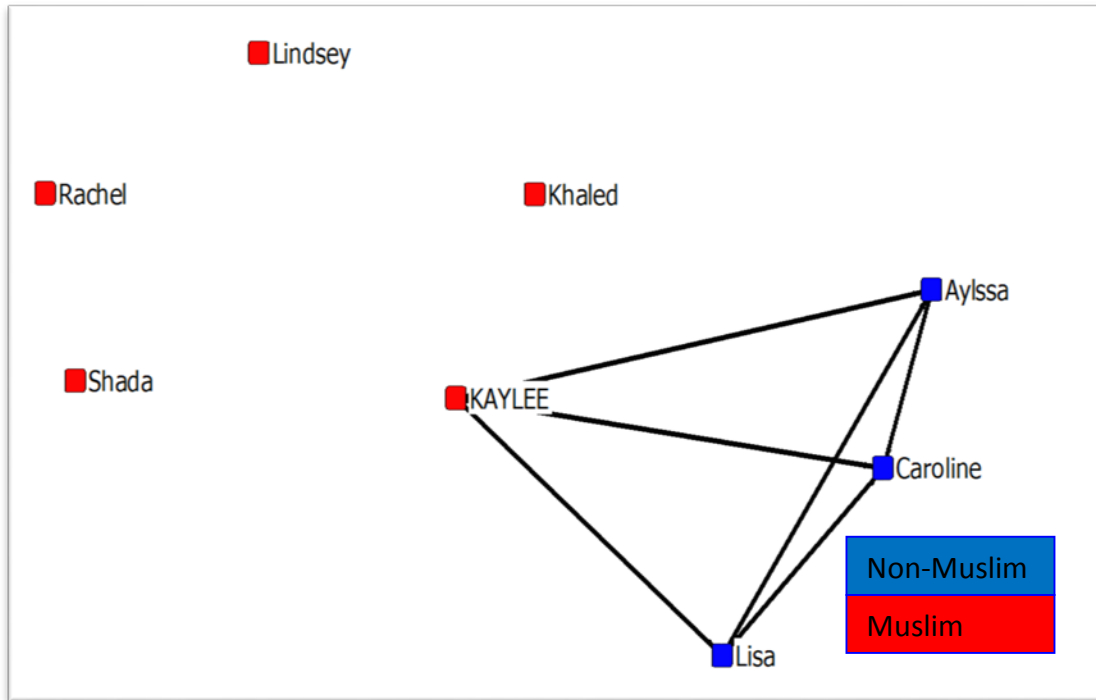 Lindsey
Rachel
Khaled
Aylssa
Shada
KAYLEE
Caroline
Non-Muslim
Muslim
Lisa